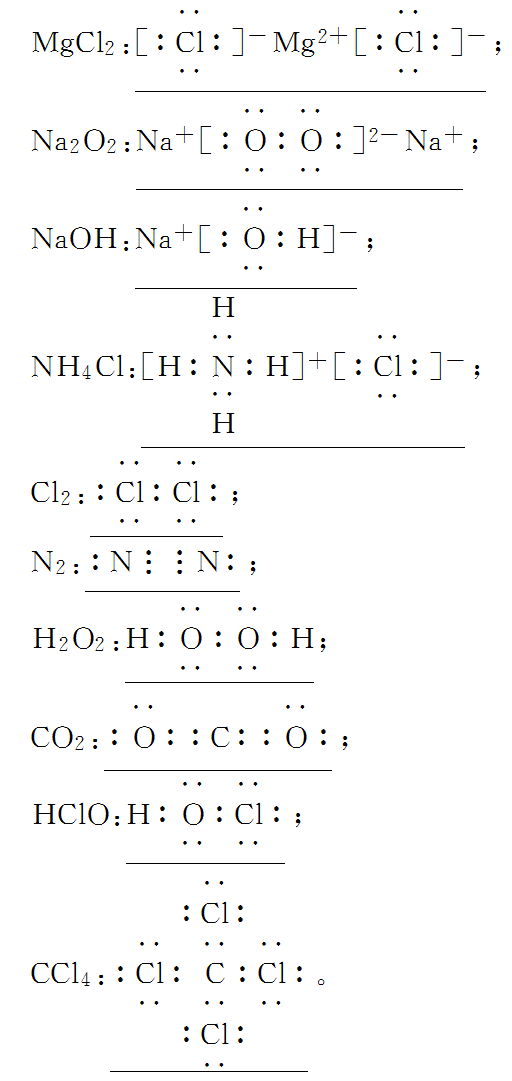 MgCl2:[:Cl:]－Mg2＋[:Cl:]－；
Na2O2:Na＋[:O:O:]2－Na＋；
NaOH:Na＋[:O:H]－；
H
NH4Cl:[H:N:H]＋[:Cl:]－；
H
Cl2::Cl:Cl:；
N2::N⋮⋮N:；
H2O2:H:O:O:H；
CO2::O::C::O:；
HClO:H:O:Cl:；
:Cl:
CCl4::Cl:C:Cl:。
:Cl: